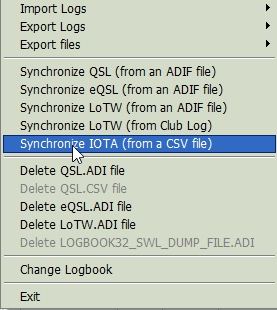 Import Logs
Export Logs
Export files
Synchronize QSL (from an ADIF file)
Synchronize eQSL (from an ADIF file)
Synchronize LoTW (from an ADIF file)
Synchronize LoTW (from Club Log)
Synchronize IOTA (from a CSV file)
Delete QSL.ADI file
Delete QSL.CSV file
Delete eQSL.ADI file
Delete LoTW.ADI file
Delete LOGBOOK32_SWL_DUMP_FILE.ADI
Change Logbook
Exit